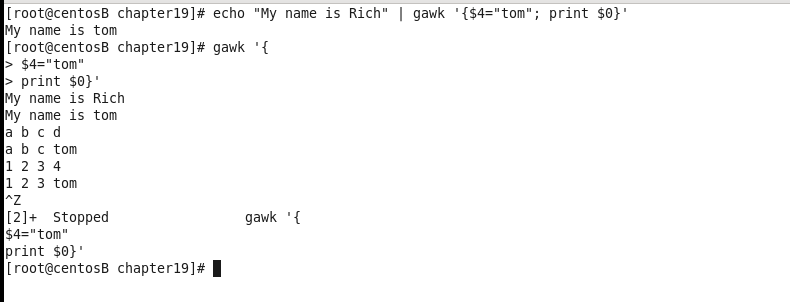 [root@centosB chapter19]# echo "My name is Rich" | gawk '{$4="tom"; print $0}'
My name is tom
[root@centosB chapter19]# gawk '{
> $4="tom"
> print $0}'
My name is Rich
My name is tom
a b c d
a b c tom
1 2 3 4
1 2 3 tom
^Z
[2]+  Stopped                 gawk '{
$4="tom"
print $0}'
[root@centosB chapter19]#